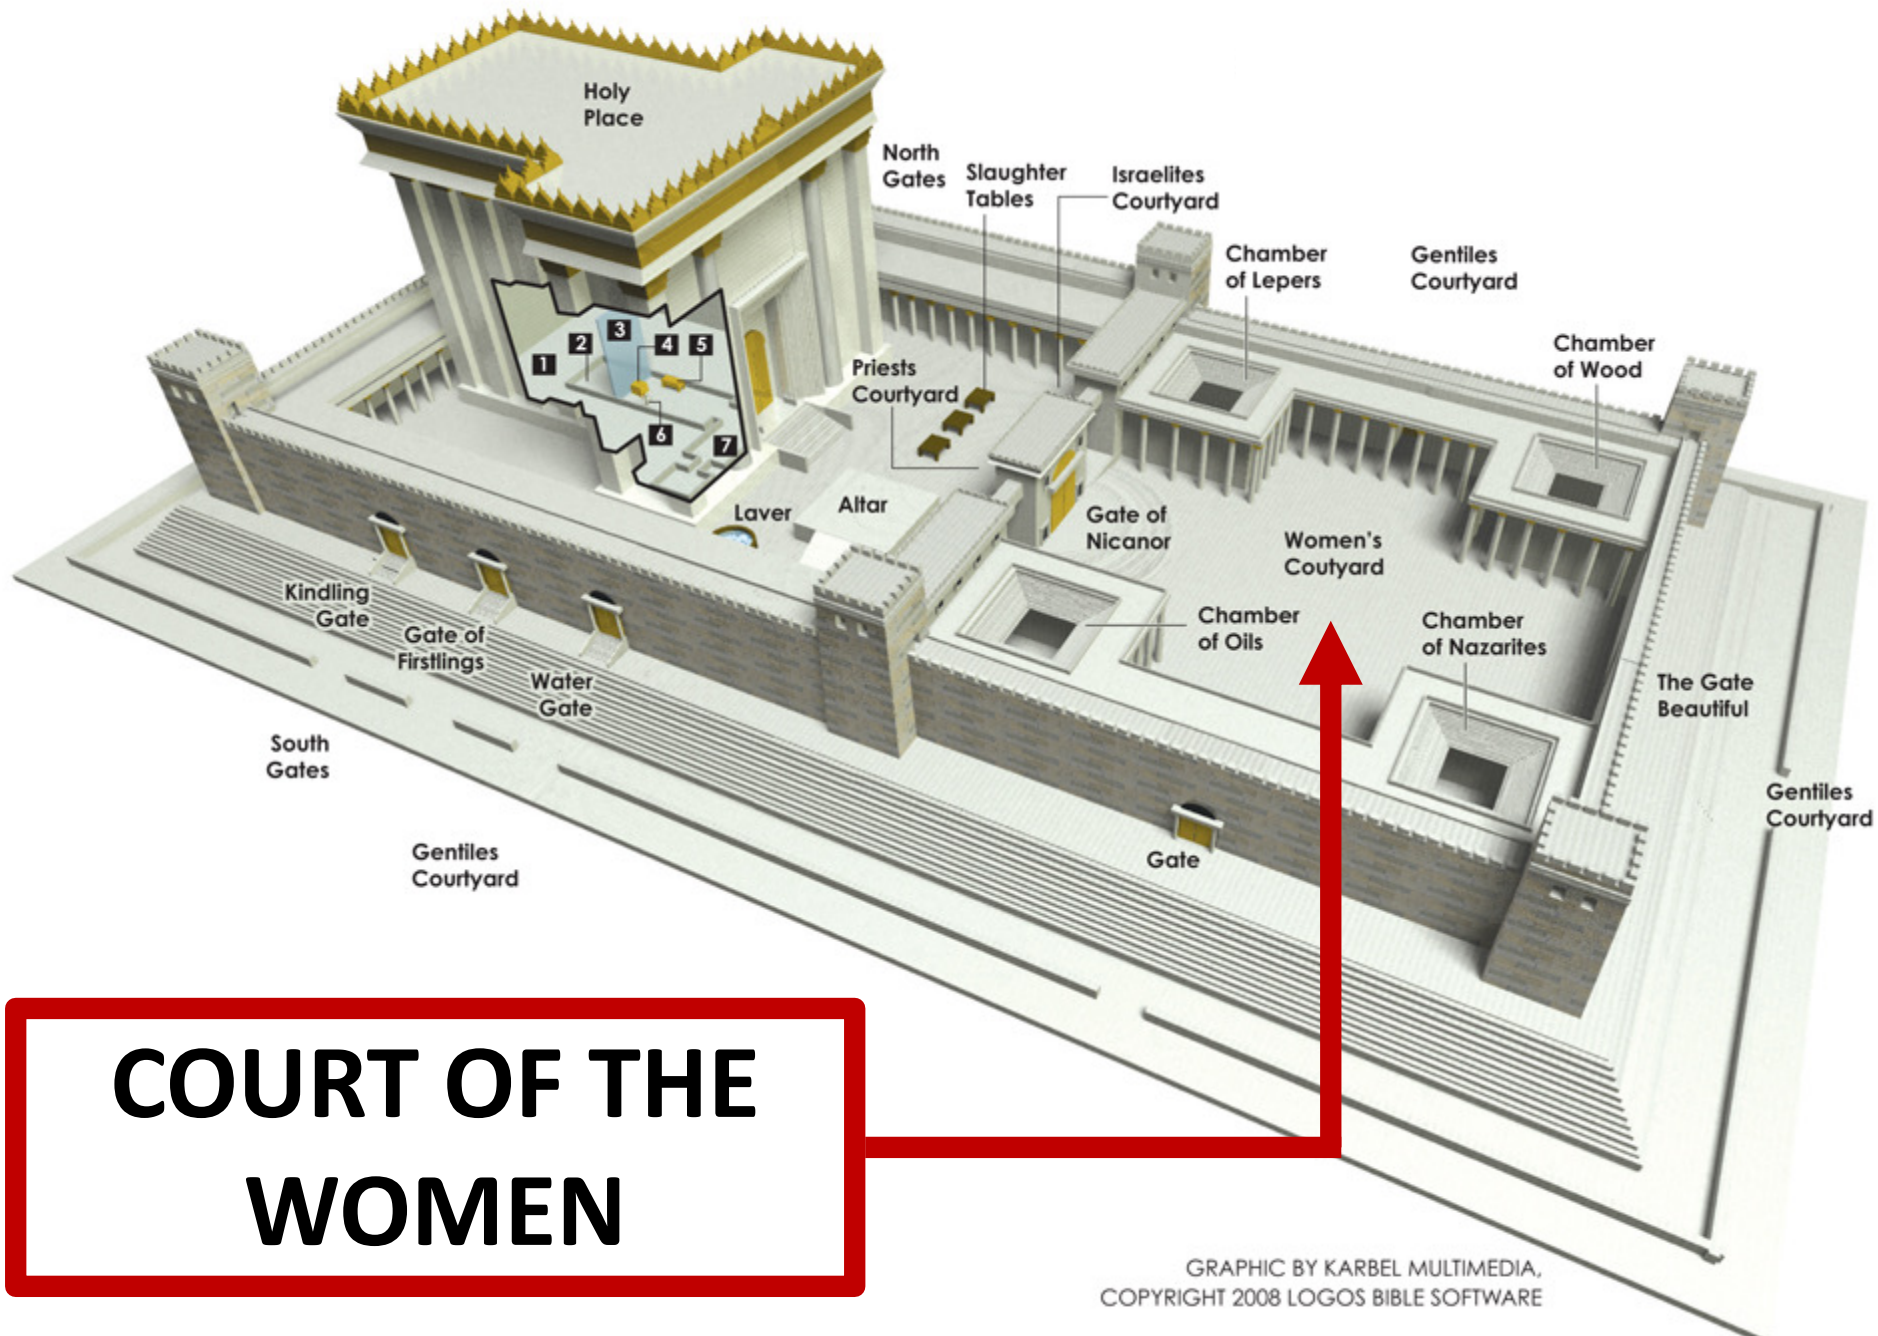 Holy
Place
North
Gates
Slaughter
Tables
Israelites
Courtyard
Chamber
of Lepers
Gentiles
Courtyard
Chamber
of Wood
1
2
3
4
5
6
7
Priests
Courtyard
Laver
Altar
Gate of
Nicanor
Women's
Coutyard
Kindling
Gate
Gate of
Firstlings
Water
Gate
Chamber
of Oils
Chamber
of Nazarites
The Gate
Beautiful
South
Gates
Gentiles
Courtyard
Gate
Gentiles
Courtyard
COURT OF THE
WOMEN
GRAPHIC BY KARBEL MULTIMEDIA,
COPYRIGHT 2008 LOGOS BIBLE SOFTWARE